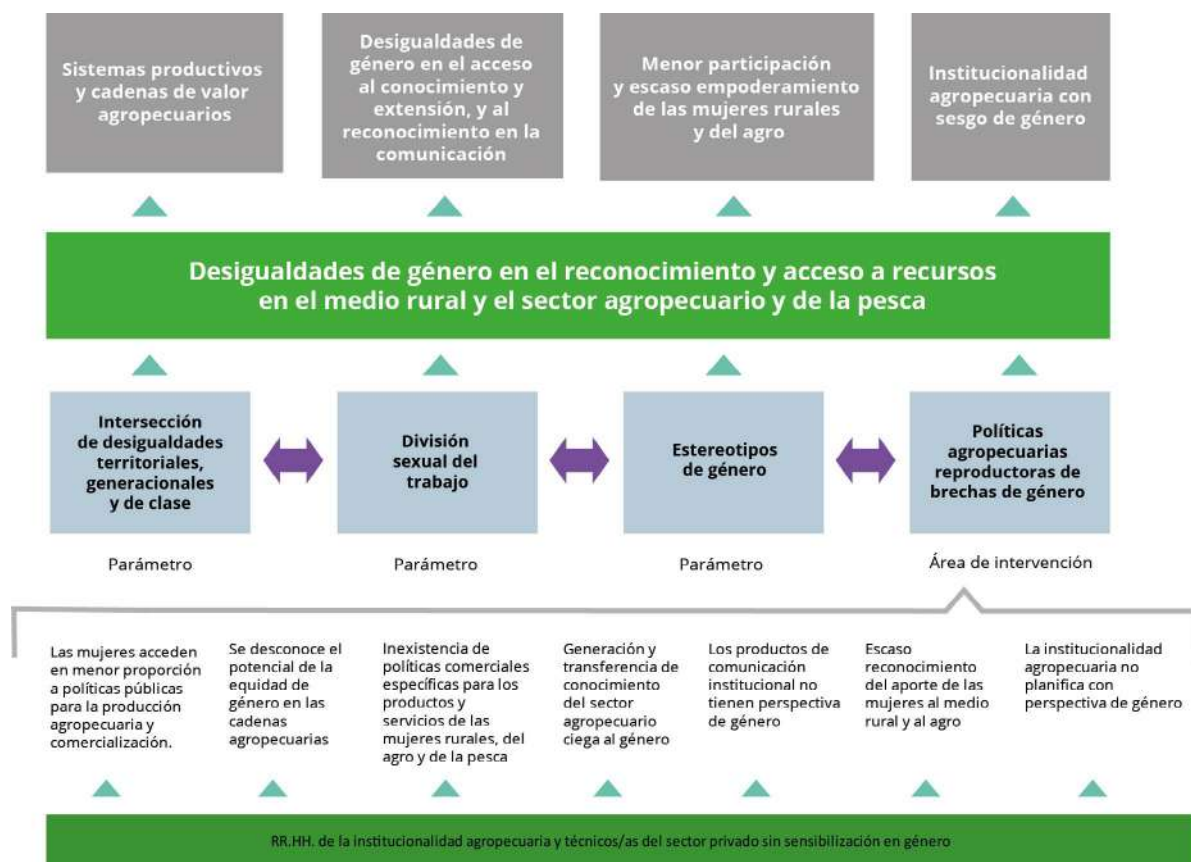 Sistemas productivos
y cadenas de valor
agropecuarios
Desigualdades de
género en el acceso
al conocimiento y
extensión, y al
reconocimiento en la
comunicación
Menor participación
y escaso empoderamiento
de las mujeres rurales
y del agro
Institucionalidad
agropecuaria con
sesgo de género
Desigualdades de género en el reconocimiento y acceso a recursos
en el medio rural y el sector agropecuario y de la pesca
Intersección
de desigualdades
territoriales,
generacionales
y de clase
División
sexual del
trabajo
Estereotipos
de género
Políticas
agropecuarias
reproductoras de
brechas de género
Parámetro
Parámetro
Parámetro
Área de intervención
Las mujeres acceden
en menor proporción
a políticas públicas
para la producción
agropecuaria y
comercialización.
Se desconoce el
potencial de la
equidad de
género en las
cadenas
agropecuarias
Inexistencia de
políticas comerciales
específicas para los
productos y
servicios de las
mujeres rurales, del
agro y de la pesca
Generación y
transferencia de
conocimiento
del sector
agropecuario
ciega al género
Los productos de
comunicación
institucional no
tienen perspectiva
de género
Escaso
reconocimiento
del aporte de las
mujeres al medio
rural y al agro
La institucionalidad
agropecuaria no
planifica con
perspectiva de género
RR.HH. de la institucionalidad agropecuaria y técnicos/as del sector privado sin sensibilización en género